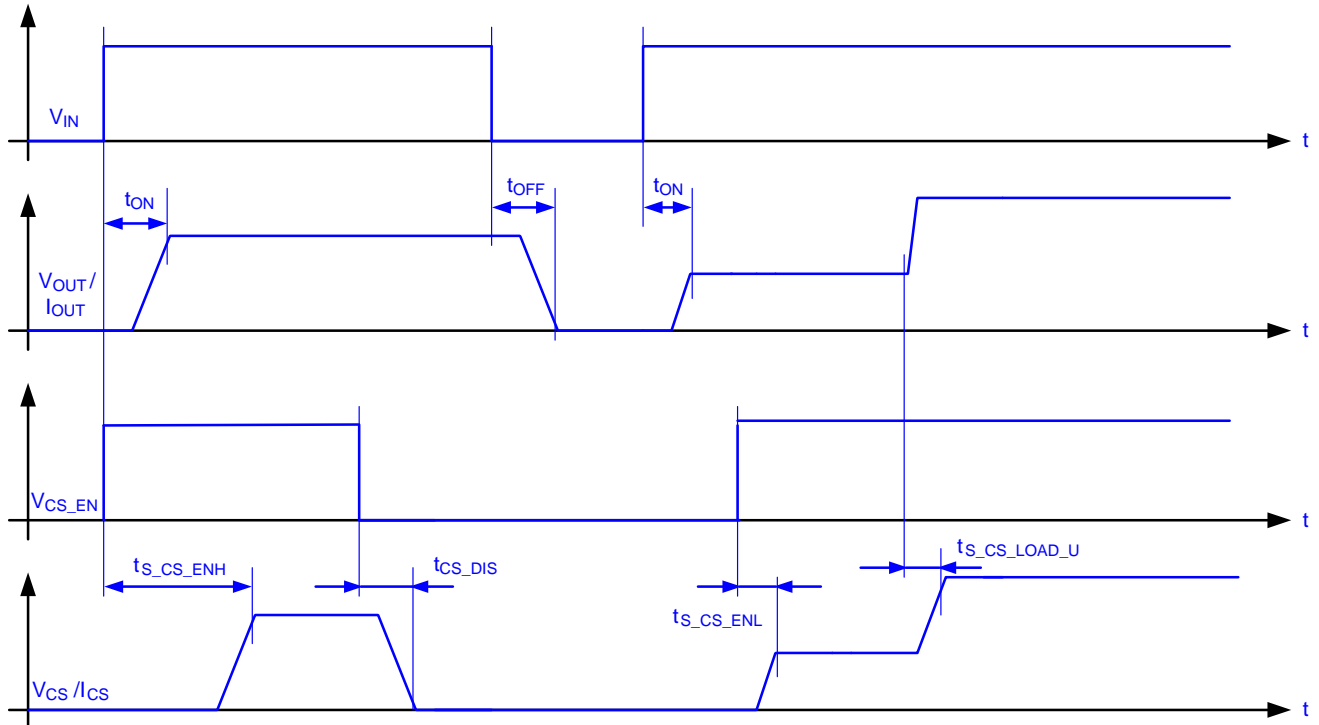 VIN
t
tON
tOFF
tON
VOUT/
IOUT
t
VCS_EN
t
tS_CS_ENH
tCS_DIS
tS_CS_LOAD_U
tS_CS_ENL
VCS/ICS
t